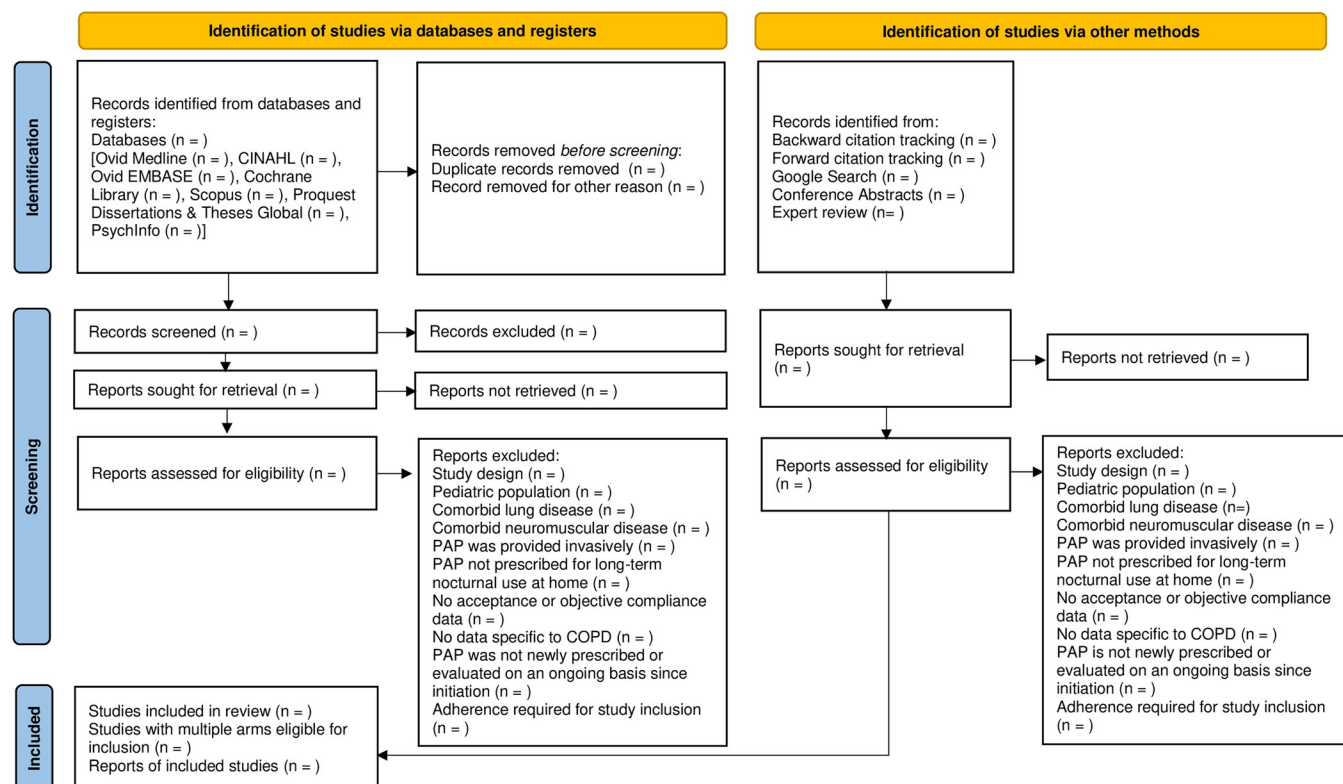 Identification of studies via databases and registers
Identification of studies via other methods
Identification
Records identified from databases and
registers:
Databases (n = )
[Ovid Medline (n = ), CINAHL (n = ),
Ovid EMBASE (n = ), Cochrane
Library (n = ), Scopus (n = ), Proquest
Dissertations & Theses Global (n = ),
PsychInfo (n = )]
Records removed before screening:
Duplicate records removed (n = )
Record removed for other reason (n = )
Records identified from:
Backward citation tracking (n = )
Forward citation tracking (n = )
Google Search (n = )
Conference Abstracts (n = )
Expert review (n= )
Screening
Records screened (n = )
Records excluded (n = )
Reports sought for retrieval (n = )
Reports not retrieved (n = )
Reports sought for retrieval
(n = )
Reports not retrieved (n = )
Reports assessed for eligibility (n = )
Reports excluded:
Study design (n = )
Pediatric population (n = )
Comorbid lung disease (n = )
Comorbid neuromuscular disease (n = )
PAP was provided invasively (n = )
PAP not prescribed for long-term
nocturnal use at home (n = )
No acceptance or objective compliance
data (n = )
No data specific to COPD (n = )
PAP was not newly prescribed or
evaluated on an ongoing basis since
initiation (n = )
Adherence required for study inclusion
(n = )
Reports assessed for eligibility
(n = )
Reports excluded:
Study design (n = )
Pediatric population (n = )
Comorbid lung disease (n=)
Comorbid neuromuscular disease (n = )
PAP was provided invasively (n = )
PAP not prescribed for long-term
nocturnal use at home (n = )
No acceptance or objective compliance
data (n = )
No data specific to COPD (n = )
PAP is not newly prescribed or
evaluated on an ongoing basis since
initiation (n = )
Adherence required for study inclusion
(n = )
Included
Studies included in review (n = )
Studies with multiple arms eligible for
inclusion (n = )
Reports of included studies (n = )